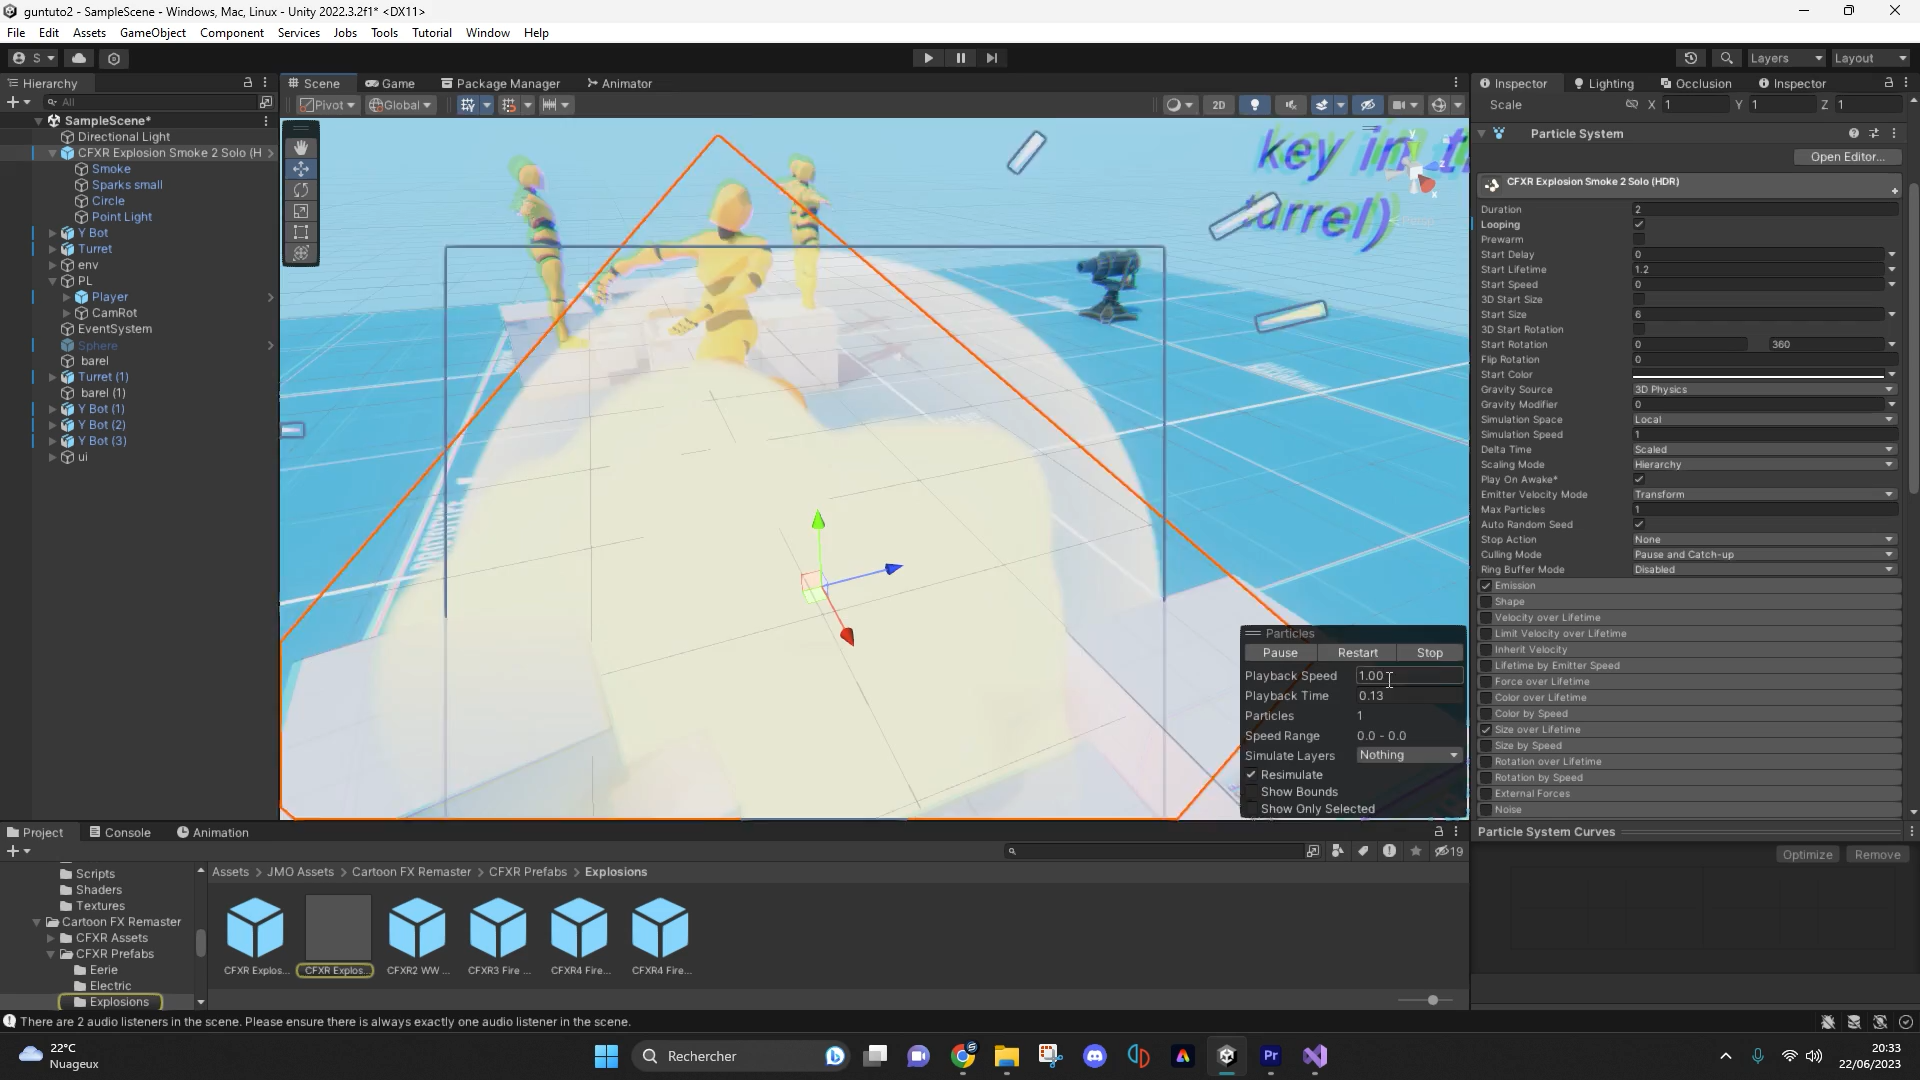 guntuto2 - SampleScene - Windows, Mac, Linux - Unity 2022.3.2f1* <DX11>
File Edit Assets GameObject Component Services Jobs Tools Tutorial Window Help
S
Layers
Layout
Hierarchy
All
SampleScene*
Directional Light
CFXR Explosion Smoke 2 Solo (H
Smoke
Sparks small
Circle
Point Light
Y Bot
Turret
env
PL
Player
CamRot
EventSystem
Sphere
barel
Turret (1)
barel (1)
Y Bot (1)
Y Bot (2)
Y Bot (3)
ui
Scene Game Package Manager Animator
Pivot Global
2D
key in t
Particles
Pause Restart Stop
Playback Speed 1.00
Playback Time 0.13
Particles 1
Speed Range 0.0 - 0.0
Simulate Layers Nothing
Resimulate
Show Bounds
Show Only Selected
Inspector Lighting Occlusion Inspector
Scale X 1 Y 1 Z 1
Particle System
Open Editor...
CFXR Explosion Smoke 2 Solo (HDR)
Duration 2
Looping
Prewarm
Start Delay 0
Start Lifetime 1.2
Start Speed 0
3D Start Size
Start Size 6
3D Start Rotation
Start Rotation 0 360
Flip Rotation 0
Start Color
Gravity Source 3D Physics
Gravity Modifier 0
Simulation Space Local
Simulation Speed 1
Delta Time Scaled
Scaling Mode Hierarchy
Play On Awake*
Emitter Velocity Mode Transform
Max Particles 1
Auto Random Seed
Stop Action None
Culling Mode Pause and Catch-up
Ring Buffer Mode Disabled
Emission
Shape
Velocity over Lifetime
Limit Velocity over Lifetime
Inherit Velocity
Lifetime by Emitter Speed
Force over Lifetime
Color over Lifetime
Color by Speed
Size over Lifetime
Size by Speed
Rotation over Lifetime
Rotation by Speed
External Forces
Noise
Particle System Curves
Optimize Remove
Project Console Animation
19
Scripts
Shaders
Textures
Cartoon FX Remaster
CFXR Assets
CFXR Prefabs
Eerie
Electric
Explosions
Assets > JMO Assets > Cartoon FX Remaster > CFXR Prefabs > Explosions
CFXR Explos... CFXR Explos... CFXR2 WW ... CFXR3 Fire ... CFXR4 Fire... CFXR4 Fire...
There are 2 audio listeners in the scene. Please ensure there is always exactly one audio listener in the scene.
22°C
Nuageux
Rechercher
Pr
20:33
22/06/2023